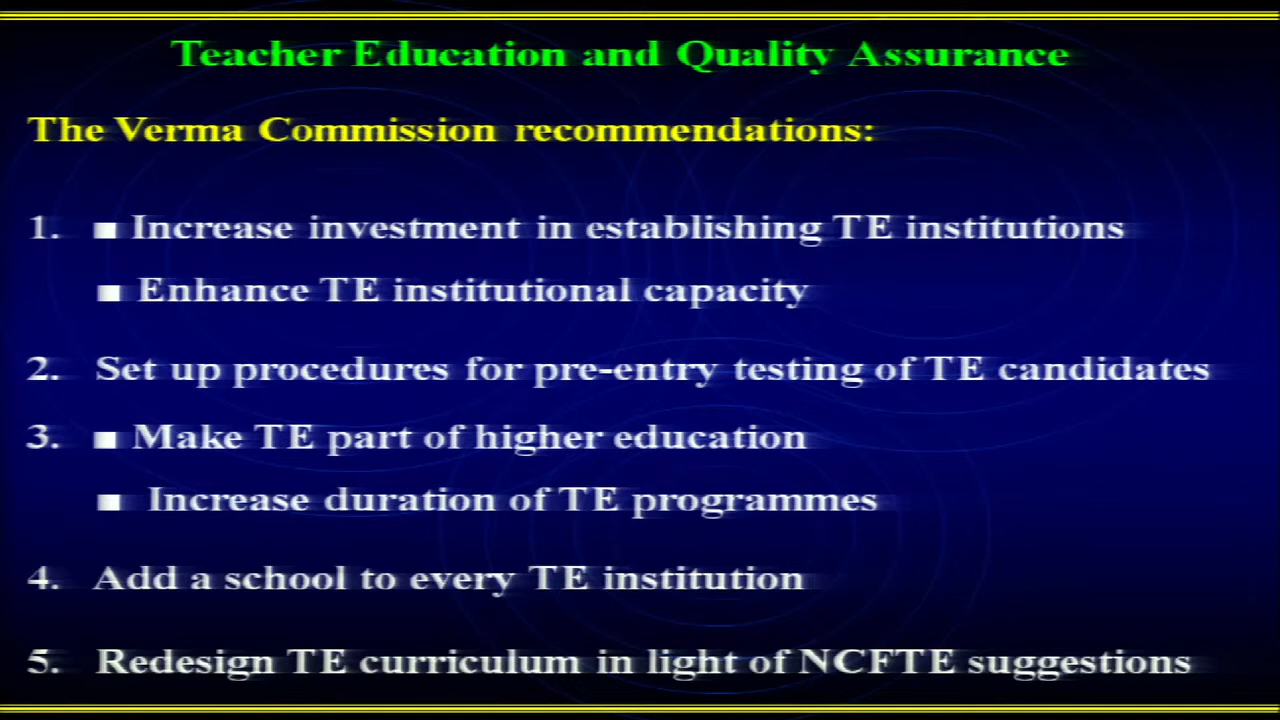 Teacher Education and Quality Assurance
The Verma Commission recommendations:
1. ■ Increase investment in establishing TE institutions
■ Enhance TE institutional capacity
2. Set up procedures for pre-entry testing of TE candidates
3. ■ Make TE part of higher education
■ Increase duration of TE programmes
4. Add a school to every TE institution
5. Redesign TE curriculum in light of NCFTE suggestions